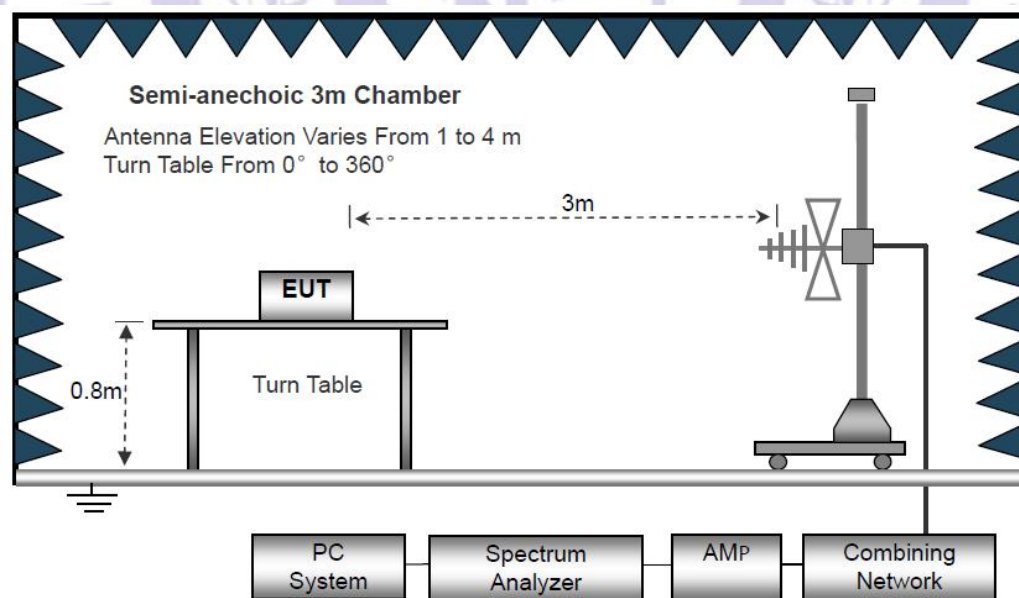 Semi-anechoic 3m Chamber
Antenna Elevation Varies From 1 to 4 m
Turn Table From 0° to 360°
3m
EUT
0.8m
Turn Table
PC
System
Spectrum
Analyzer
AMP
Combining
Network